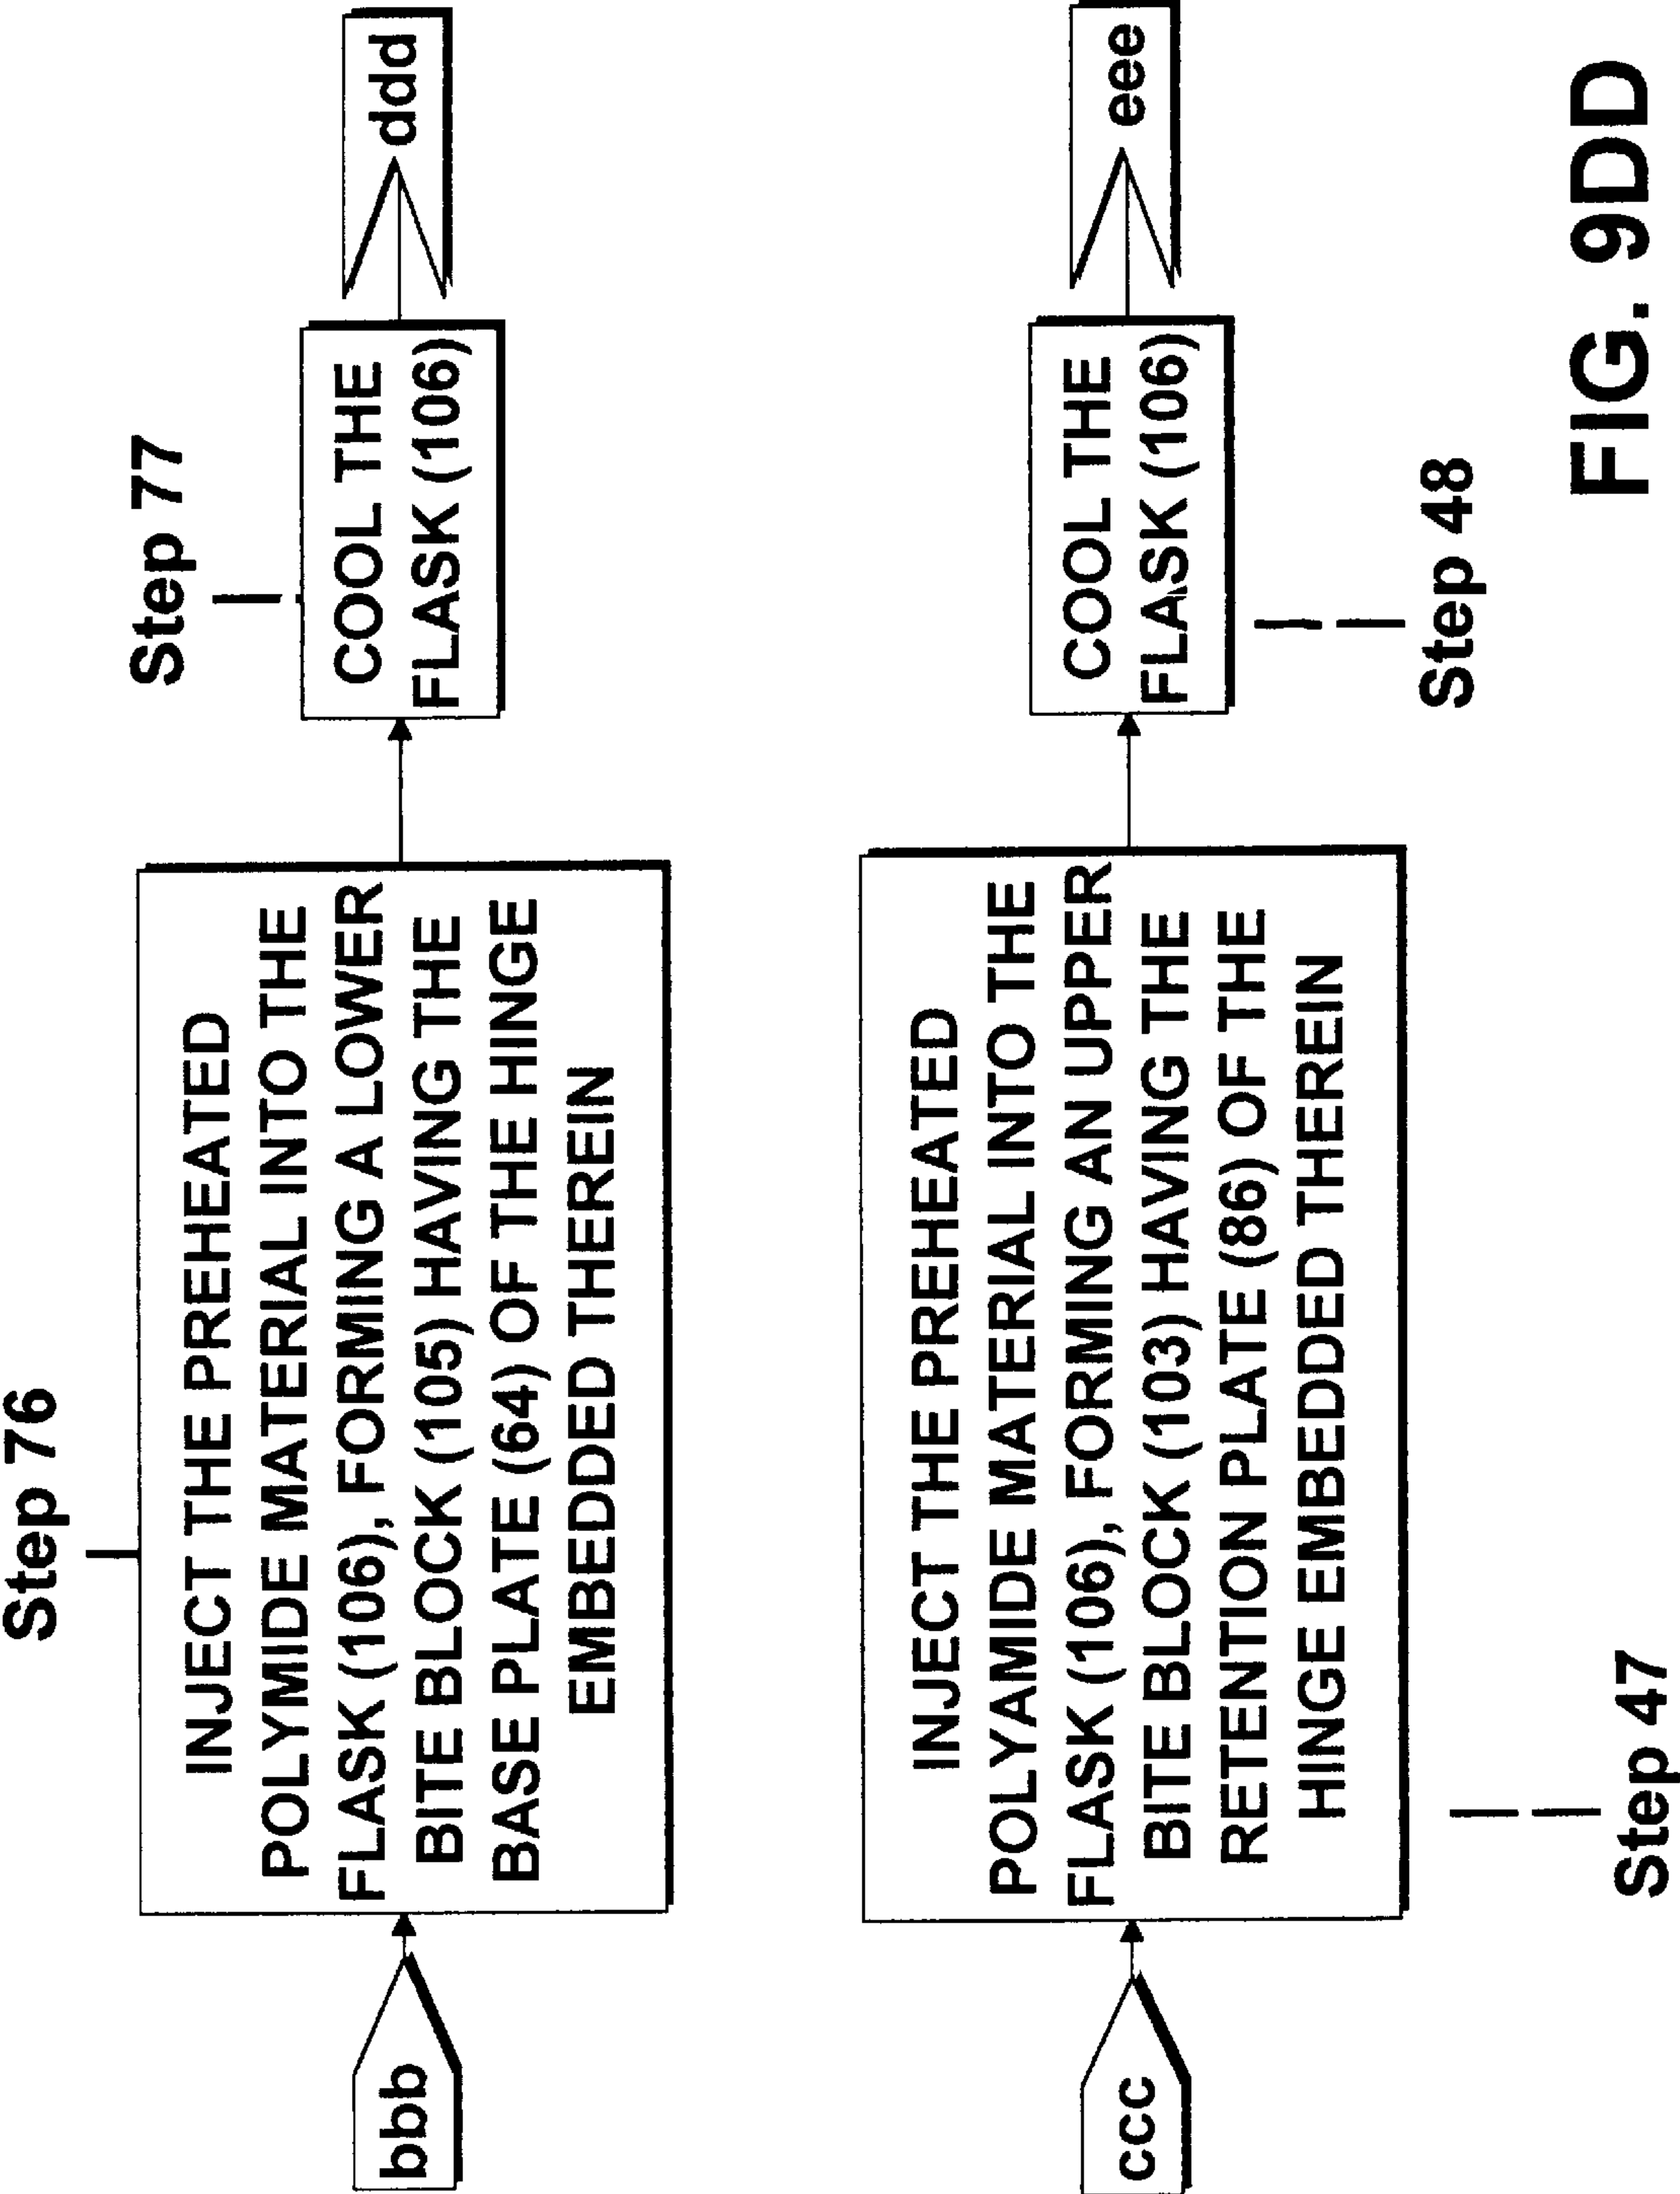 Step 76
Step 77
bbb
INJECT THE PREHEATED
POLYMIDE MATERIAL INTO THE
FLASK (106), FORMING A LOWER
BITE BLOCK (105) HAVING THE
BASE PLATE (64) OF THE HINGE
EMBEDDED THEREIN
COOL THE
FLASK (106)
ddd
ccc
INJECT THE PREHEATED
POLYAMIDE MATERIAL INTO THE
FLASK (106), FORMING AN UPPER
BITE BLOCK (103) HAVING THE
RETENTION PLATE (86) OF THE
HINGE EMBEDDED THEREIN
COOL THE
FLASK (106)
eee
Step 47
Step 48
FIG. 9DD